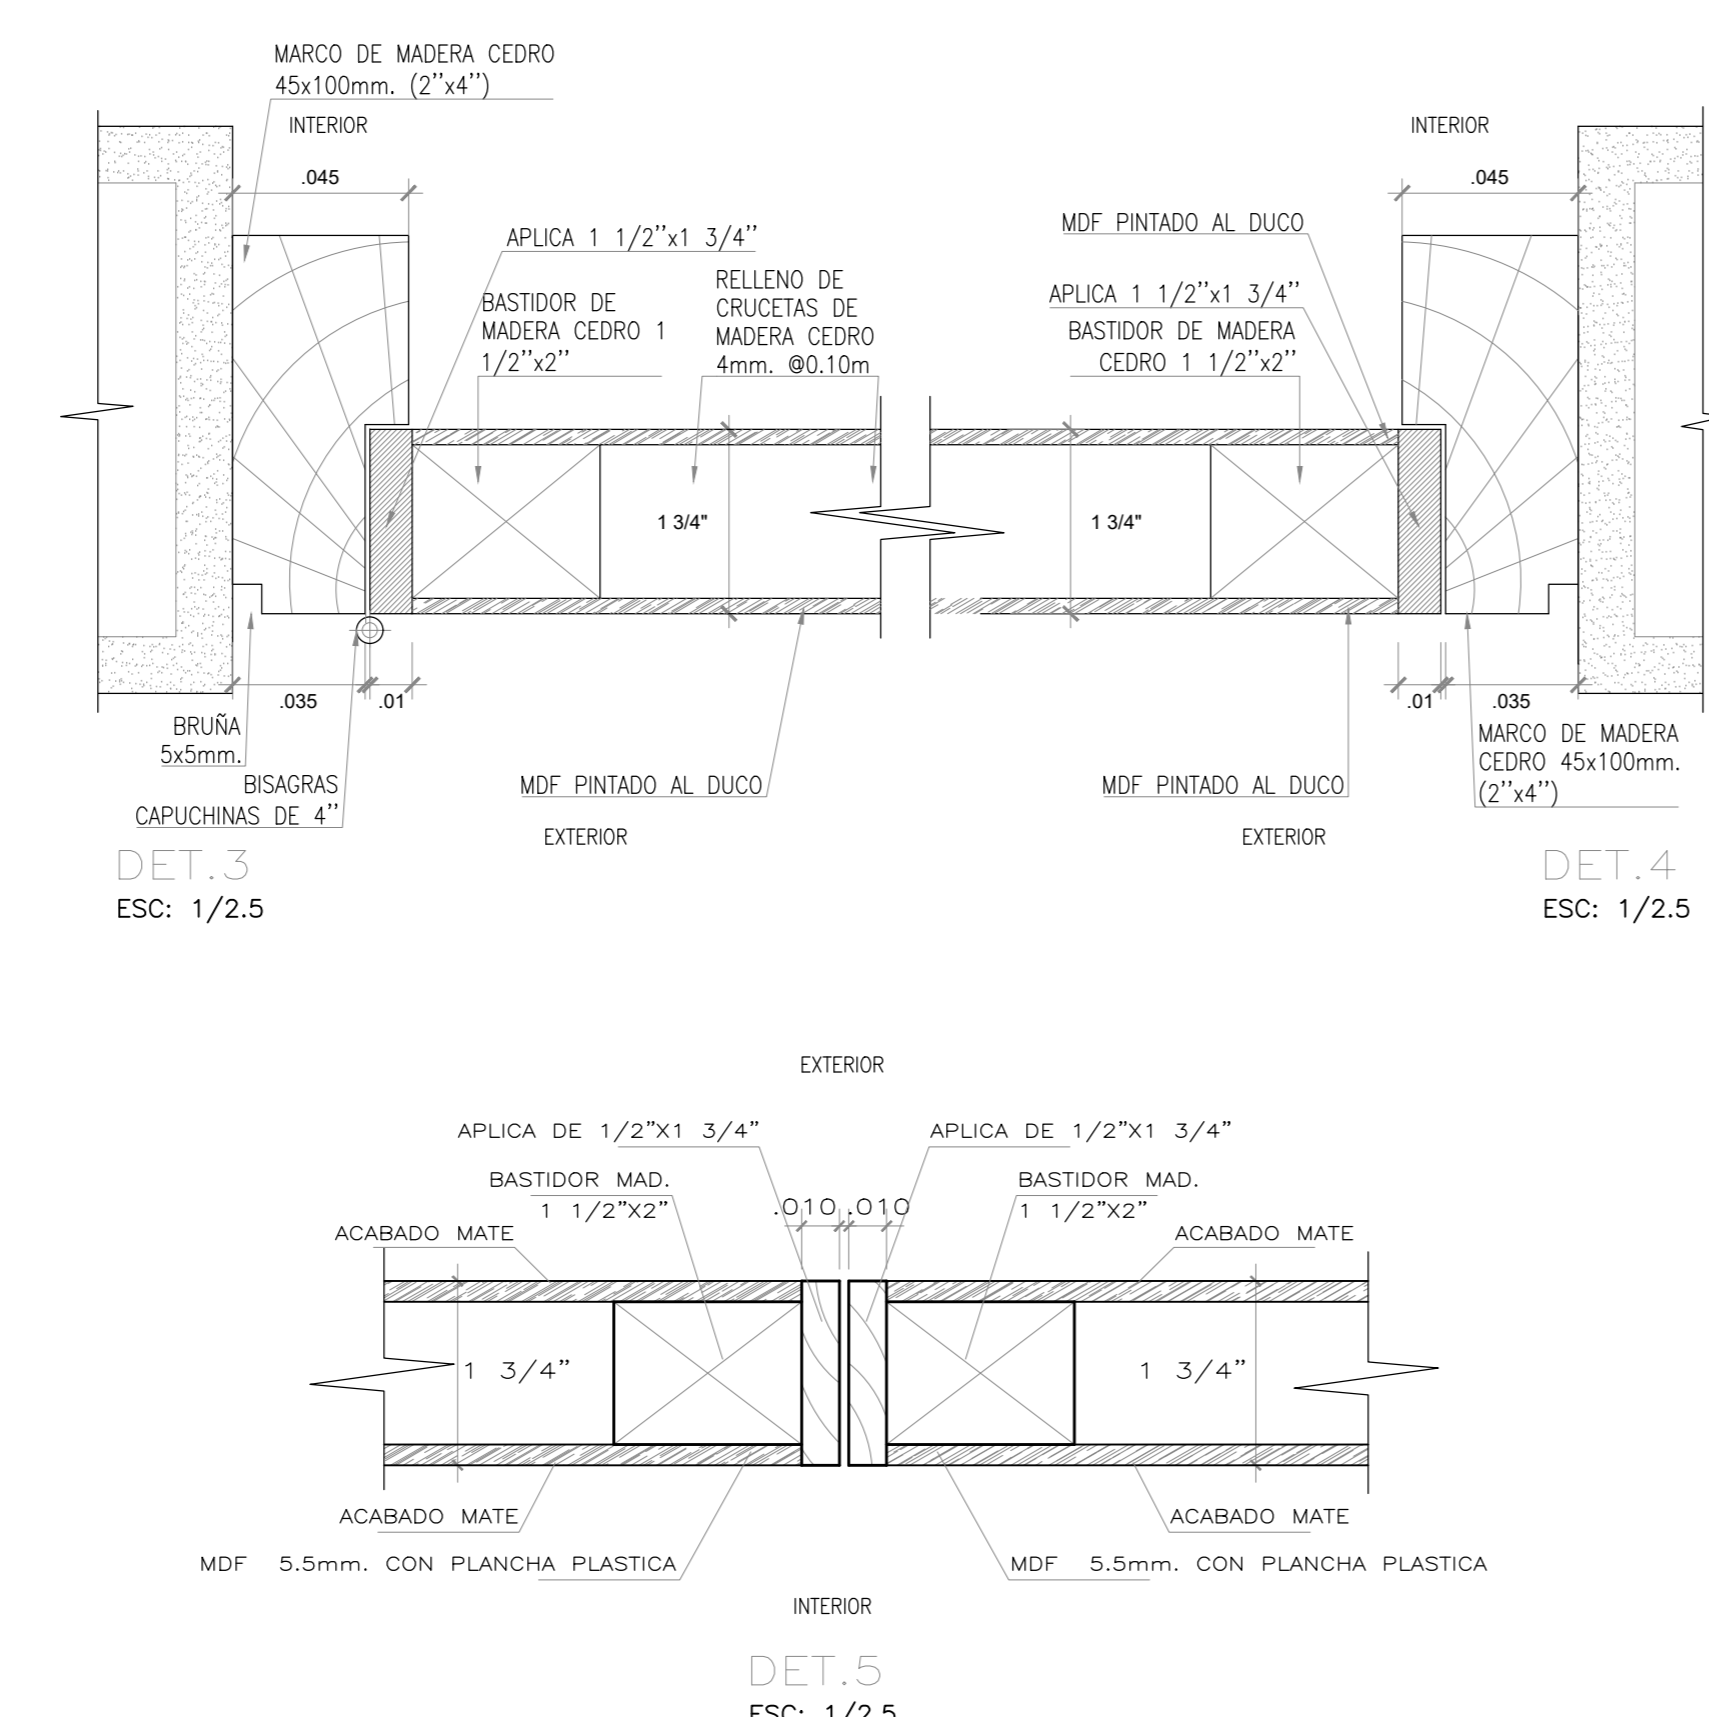 MARCO DE MADERA CEDRO
45x100mm. (2''x4'')
INTERIOR
INTERIOR
.045
.045
APLICA 1 1/2''x1 3/4''
MDF PINTADO AL DUCO
BASTIDOR DE
MADERA CEDRO 1
1/2''x2''
RELLENO DE
CRUCETAS DE
MADERA CEDRO
4mm. @0.10m
APLICA 1 1/2''x1 3/4''
BASTIDOR DE MADERA
CEDRO 1 1/2''x2''
1 3/4"
1 3/4"
.035
.01
.01
.035
BRUÑA
5x5mm.
BISAGRAS
CAPUCHINAS DE 4''
MDF PINTADO AL DUCO
MDF PINTADO AL DUCO
MARCO DE MADERA
CEDRO 45x100mm.
(2''x4'')
EXTERIOR
EXTERIOR
DET.3
ESC: 1/2.5
DET.4
ESC: 1/2.5
EXTERIOR
APLICA DE 1/2"X1 3/4"
APLICA DE 1/2"X1 3/4"
BASTIDOR MAD.
1 1/2"X2"
.010
.010
BASTIDOR MAD.
1 1/2"X2"
ACABADO MATE
ACABADO MATE
1 3/4"
1 3/4"
ACABADO MATE
ACABADO MATE
MDF 5.5mm. CON PLANCHA PLASTICA
MDF 5.5mm. CON PLANCHA PLASTICA
INTERIOR
DET.5
ESC: 1/2.5